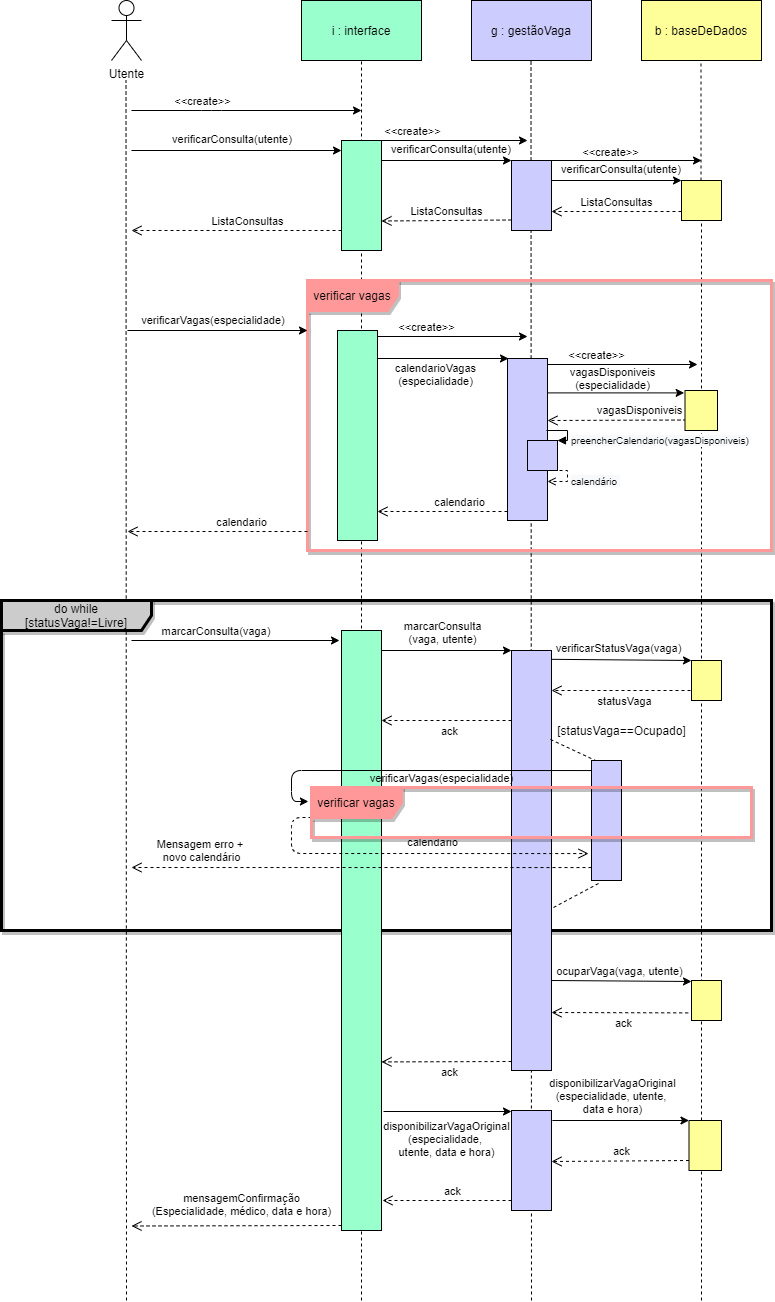 i : interface
g : gestãoVaga
b : baseDeDados
Utente
<<create>>
verificarConsulta(utente)
<<create>>
verificarConsulta(utente)
<<create>>
verificarConsulta(utente)
ListaConsultas
ListaConsultas
ListaConsultas
verificar vagas
verificarVagas(especialidade)
<<create>>
calendarioVagas
(especialidade)
<<create>>
vagasDisponiveis
(especialidade)
vagasDisponiveis
preencherCalendario(vagasDisponiveis)
calendário
calendario
calendario
do while
[statusVaga!=Livre]
marcarConsulta(vaga)
marcarConsulta
(vaga, utente)
verificarStatusVaga(vaga)
statusVaga
ack
[statusVaga==Ocupado]
verificarVagas(especialidade)
verificar vagas
calendario
Mensagem erro +
novo calendário
ocuparVaga(vaga, utente)
ack
ack
disponibilizarVagaOriginal
(especialidade, utente,
data e hora)
disponibilizarVagaOriginal
(especialidade,
utente, data e hora)
ack
ack
mensagemConfirmação
(Especialidade, médico, data e hora)